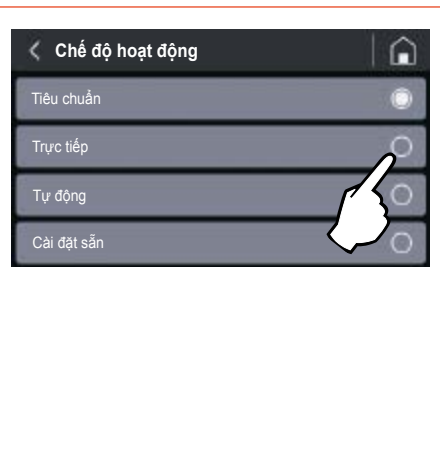 Chế độ hoạt động
Tiêu chuẩn
Trực tiếp
Tự động
Cài đặt sẵn